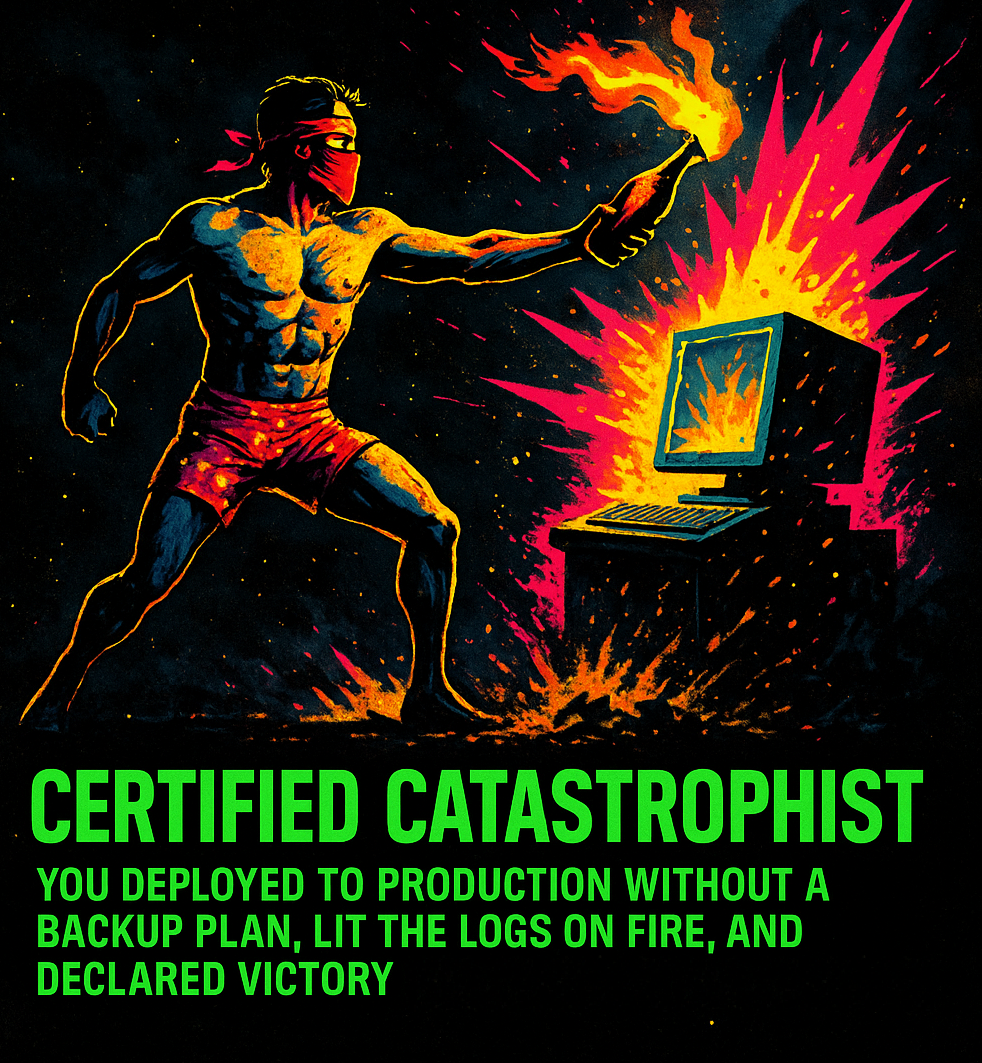 CERTIFIED CATASTROPHIST
YOU DEPLOYED TO PRODUCTION WITHOUT A
BACKUP PLAN, LIT THE LOGS ON FIRE, AND
DECLARED VICTORY